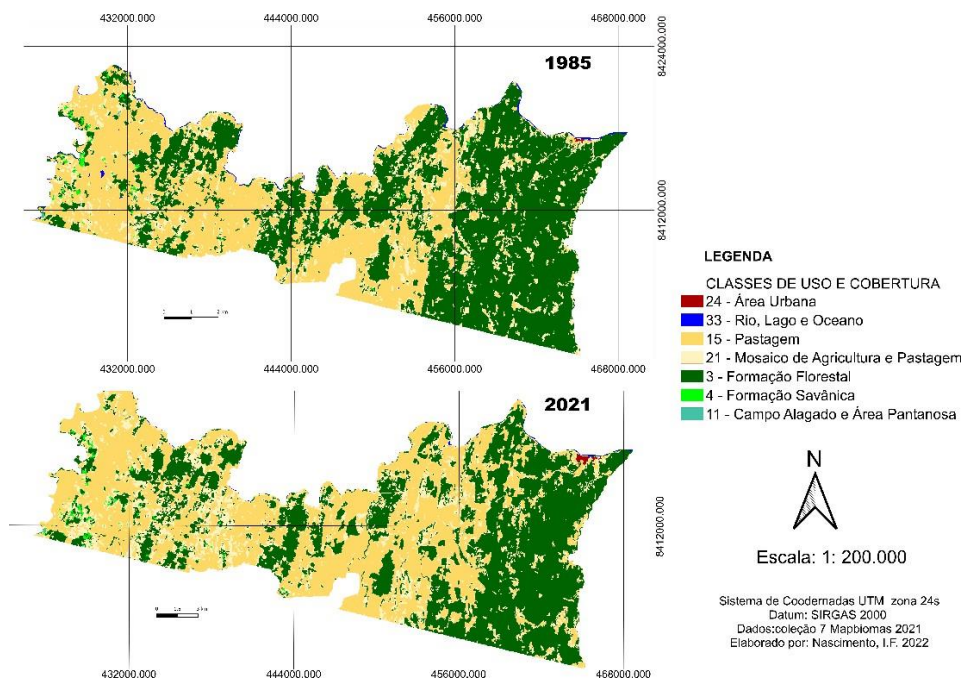 432000.000
444000.000
456000.000
468000.000
1985
8424000.000
8412000.000
432000.000
444000.000
456000.000
468000.000
2021
8412000.000
432000.000
444000.000
456000.000
468000.000
LEGENDA
CLASSES DE USO E COBERTURA
24 - Área Urbana
33 - Rio, Lago e Oceano
15 - Pastagem
21 - Mosaico de Agricultura e Pastagem
3 - Formação Florestal
4 - Formação Savânica
11 - Campo Alagado e Área Pantanosa
N
Escala: 1: 200.000
Sistema de Coodernadas UTM zona 24s
Datum: SIRGAS 2000
Dados:coleção 7 Mapbiomas 2021
Elaborado por: Nascimento, I.F. 2022